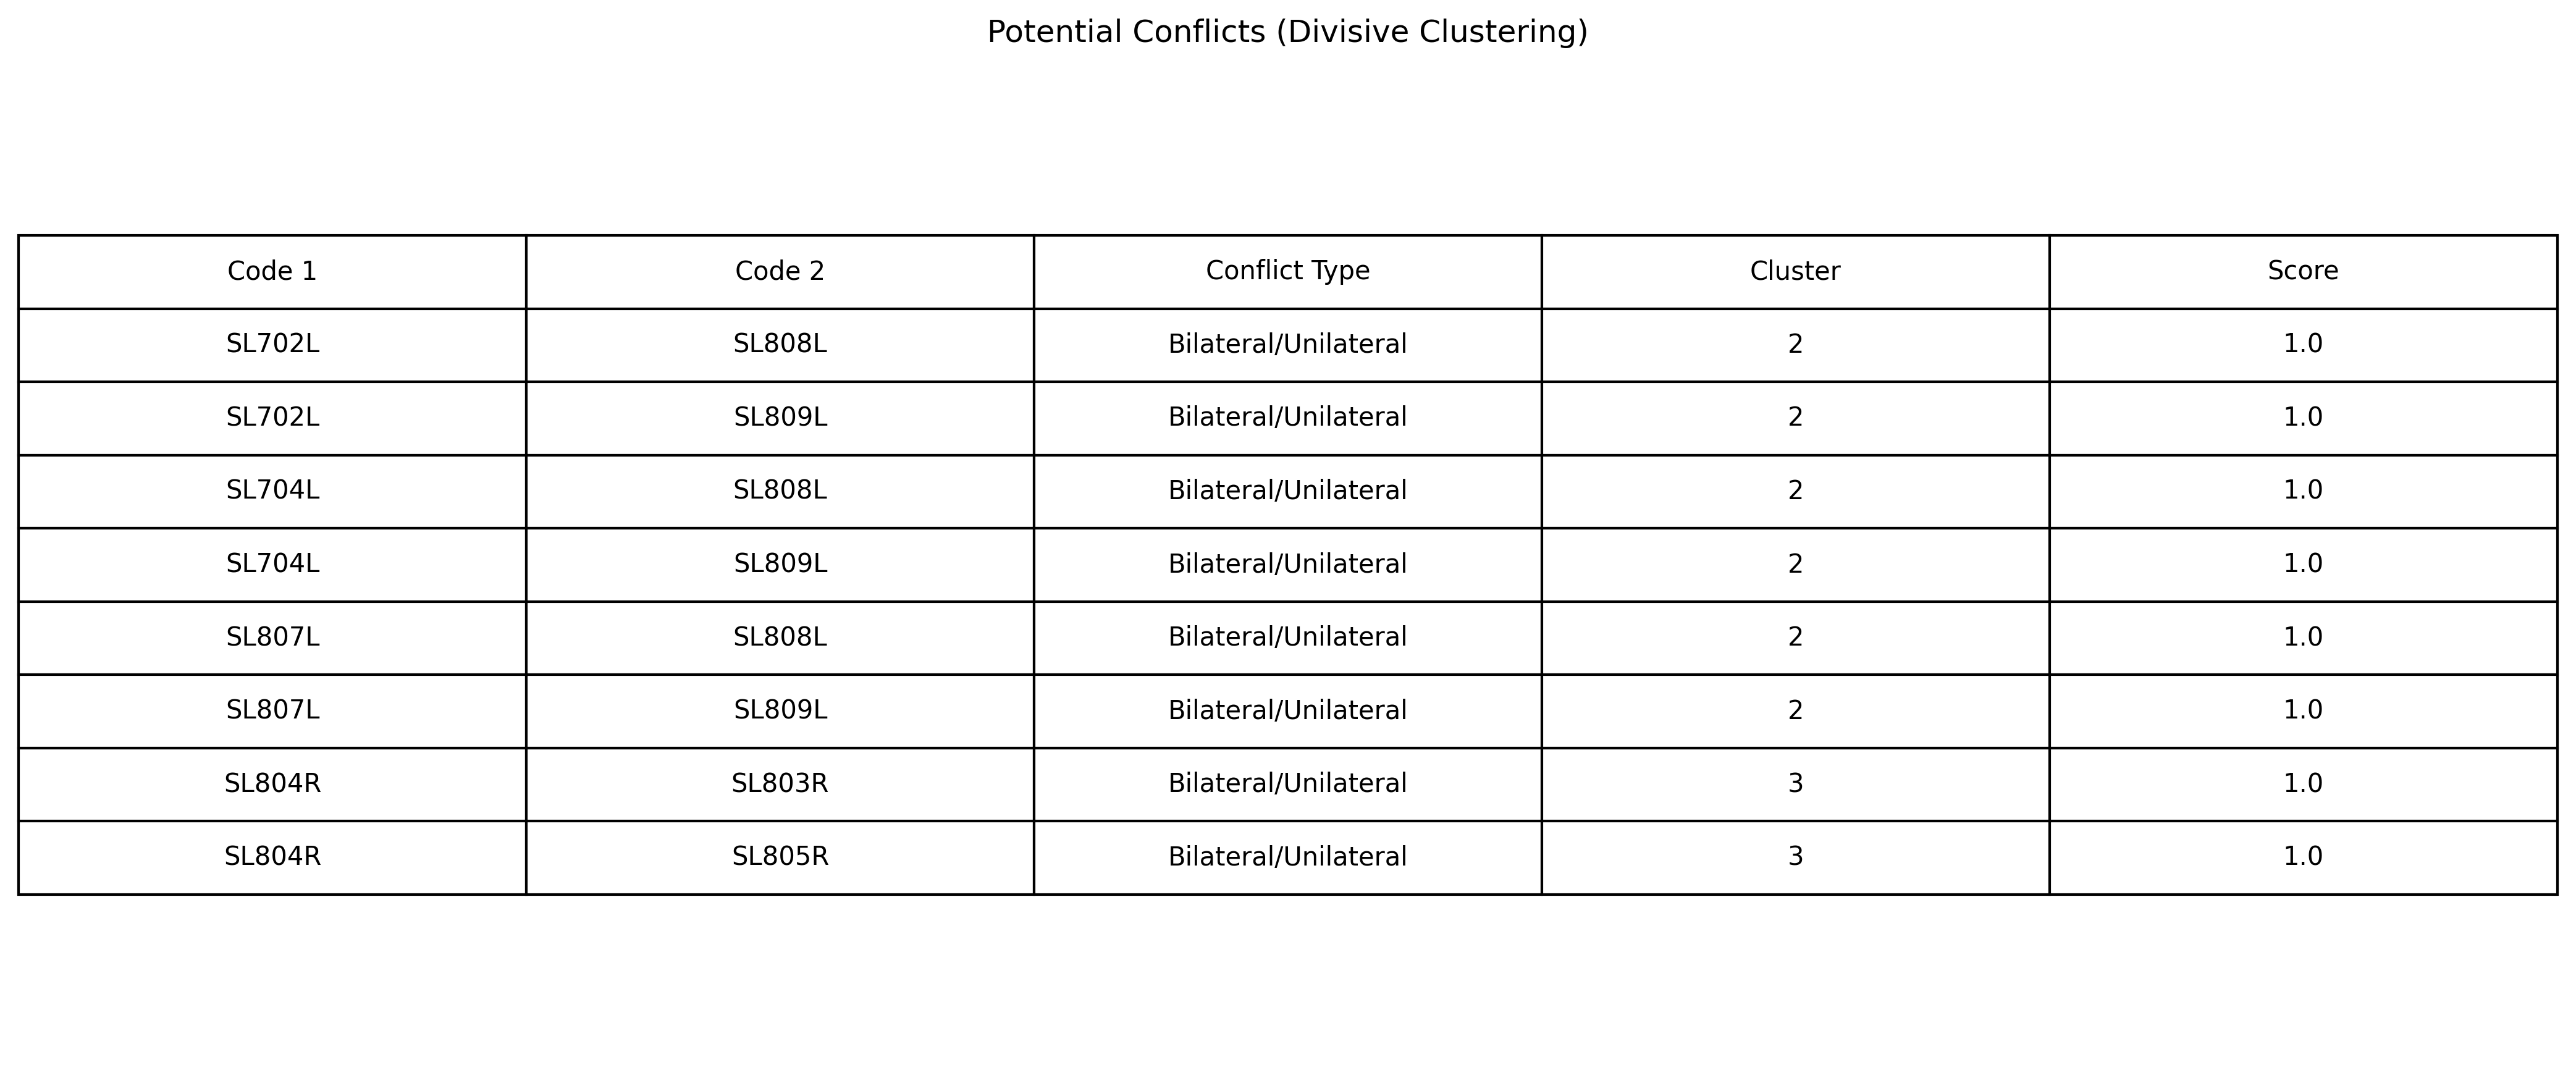 Potential Conflicts (Divisive Clustering)
Code 1 Code 2 Conflict Type Cluster Score
SL702L SL808L Bilateral/Unilateral 2 1.0
SL702L SL809L Bilateral/Unilateral 2 1.0
SL704L SL808L Bilateral/Unilateral 2 1.0
SL704L SL809L Bilateral/Unilateral 2 1.0
SL807L SL808L Bilateral/Unilateral 2 1.0
SL807L SL809L Bilateral/Unilateral 2 1.0
SL804R SL803R Bilateral/Unilateral 3 1.0
SL804R SL805R Bilateral/Unilateral 3 1.0